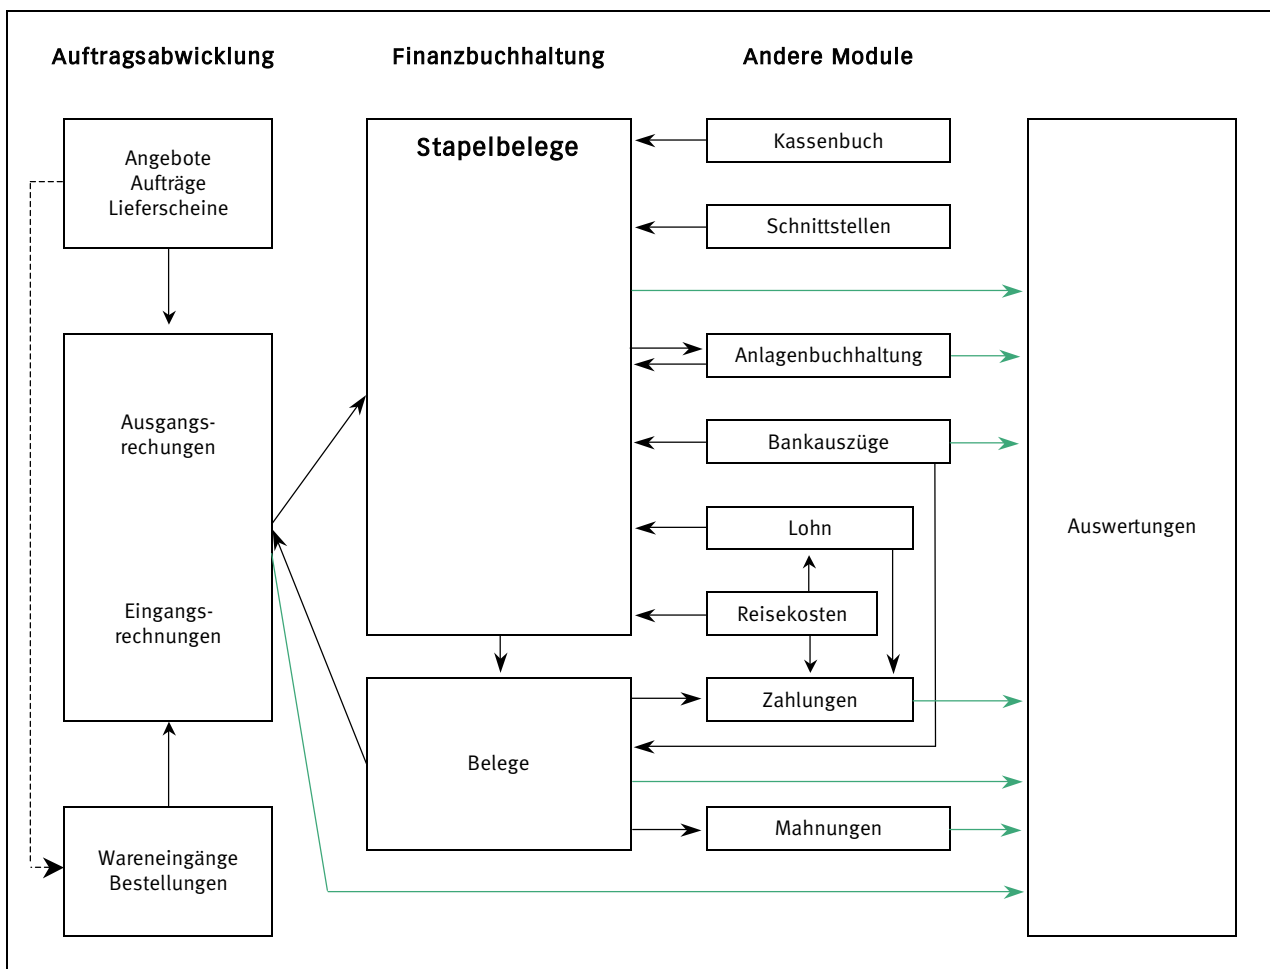 Auftragsabwicklung
Finanzbuchhaltung
Andere Module
Angebote
Aufträge
Lieferscheine
Ausgangs-
rechungen
Eingangs-
rechnungen
Wareneingänge
Bestellungen
Stapelbelege
Belege
Kassenbuch
Schnittstellen
Anlagenbuchhaltung
Bankauszüge
Lohn
Reisekosten
Zahlungen
Mahnungen
Auswertungen